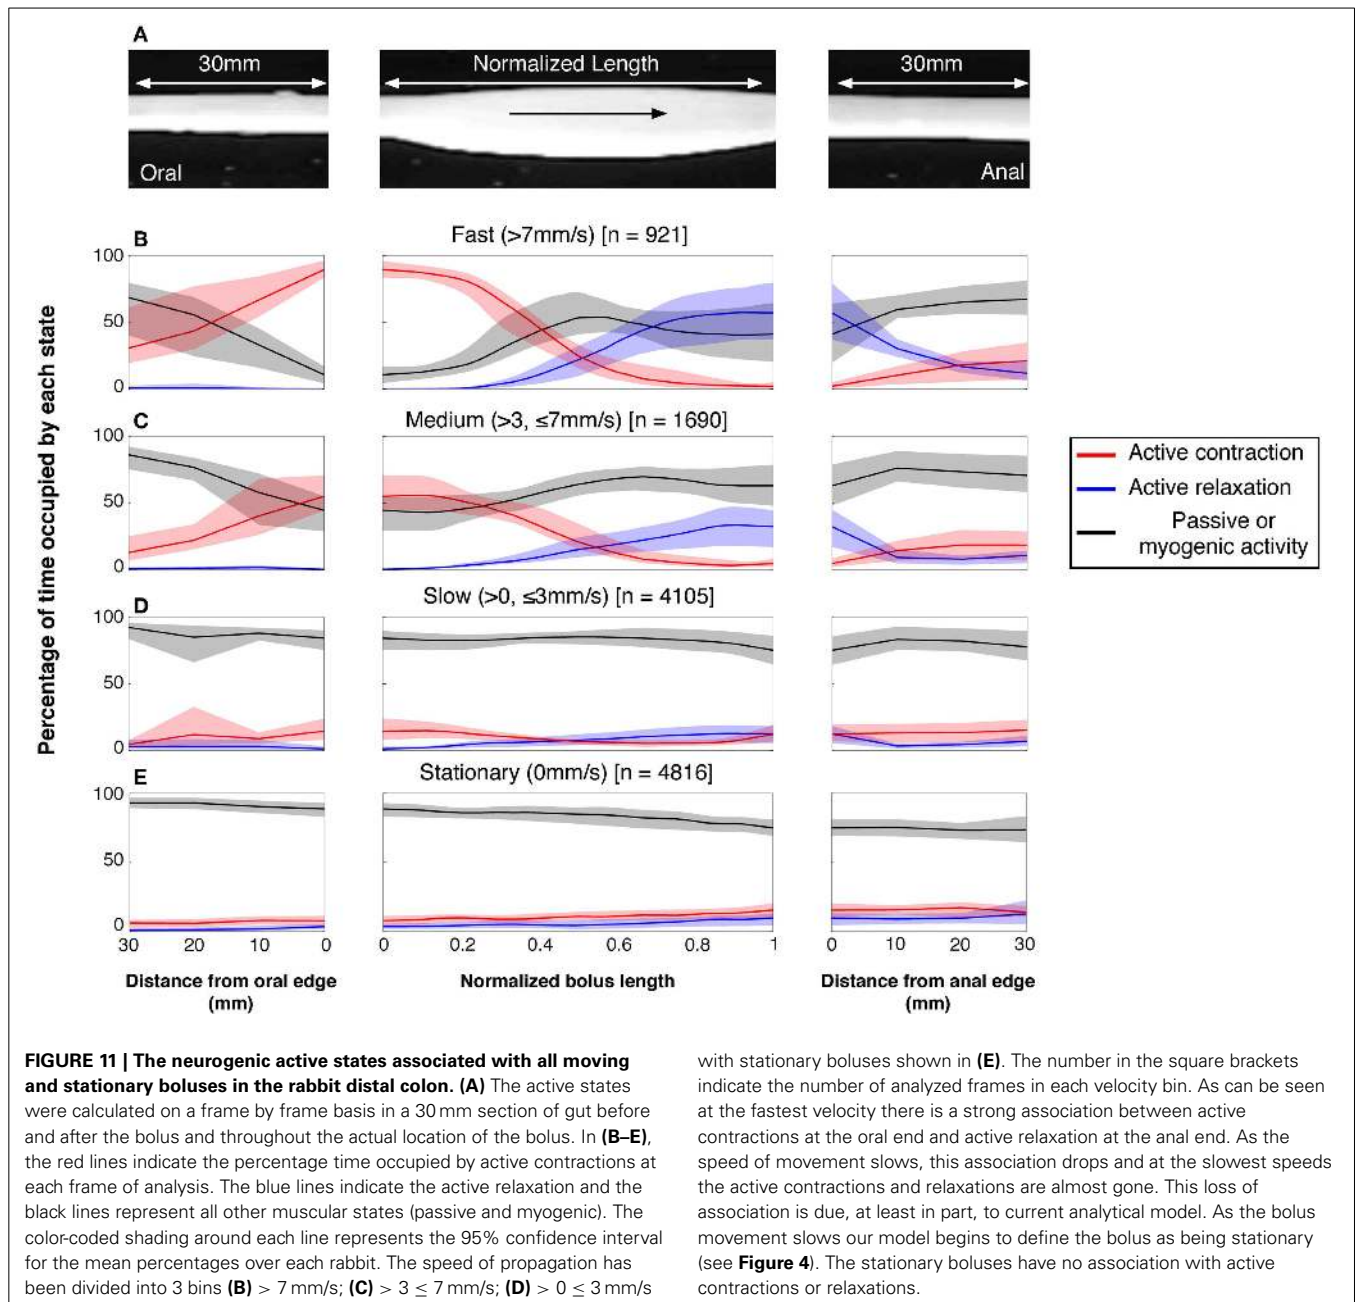 A
30mm
Normalized Length
30mm
Oral
Anal
Percentage of time occupied by each state
B
Fast (>7mm/s) [n = 921]
100
50
0
C
Medium (>3, ≤7mm/s) [n = 1690]
100
50
0
Active contraction
Active relaxation
Passive or
myogenic activity
D
Slow (>0, ≤3mm/s) [n = 4105]
100
50
0
E
Stationary (0mm/s) [n = 4816]
100
50
0
30 20 10 0
0 0.2 0.4 0.6 0.8 1
0 10 20 30
Distance from oral edge
(mm)
Normalized bolus length
Distance from anal edge
(mm)
FIGURE 11 | The neurogenic active states associated with all moving
and stationary boluses in the rabbit distal colon. (A) The active states
were calculated on a frame by frame basis in a 30 mm section of gut before
and after the bolus and throughout the actual location of the bolus. In (B–E),
the red lines indicate the percentage time occupied by active contractions at
each frame of analysis. The blue lines indicate the active relaxation and the
black lines represent all other muscular states (passive and myogenic). The
color-coded shading around each line represents the 95% confidence interval
for the mean percentages over each rabbit. The speed of propagation has
been divided into 3 bins (B) > 7 mm/s; (C) > 3 ≤ 7 mm/s; (D) > 0 ≤ 3 mm/s
with stationary boluses shown in (E). The number in the square brackets
indicate the number of analyzed frames in each velocity bin. As can be seen
at the fastest velocity there is a strong association between active
contractions at the oral end and active relaxation at the anal end. As the
speed of movement slows, this association drops and at the slowest speeds
the active contractions and relaxations are almost gone. This loss of
association is due, at least in part, to current analytical model. As the bolus
movement slows our model begins to define the bolus as being stationary
(see Figure 4). The stationary boluses have no association with active
contractions or relaxations.